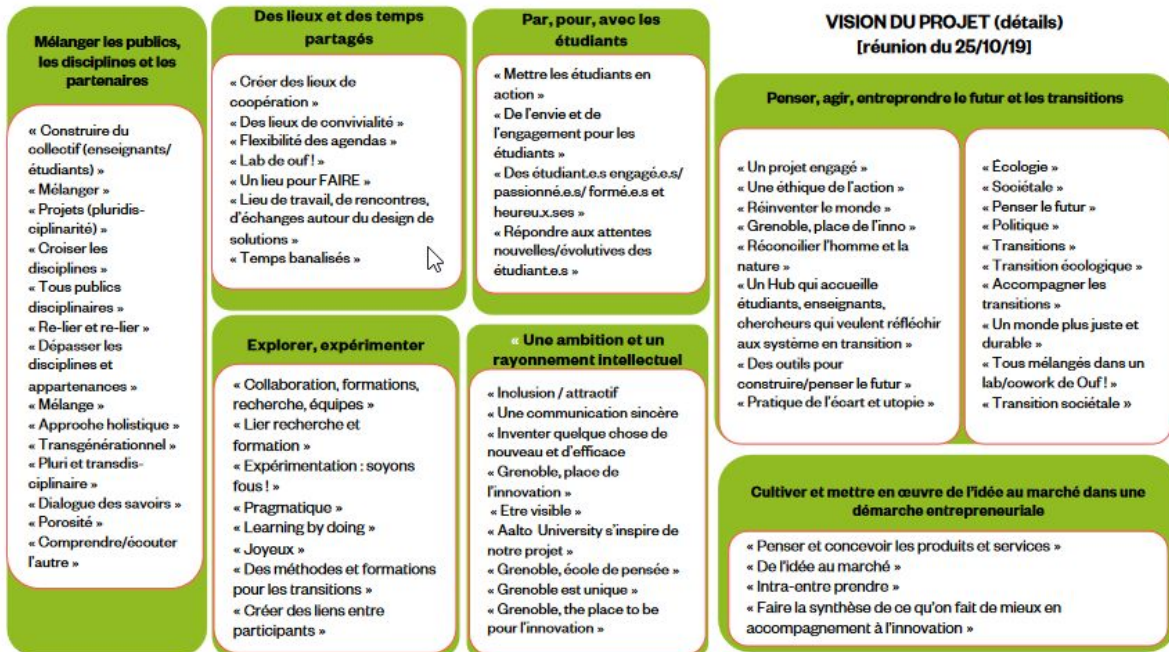 Mélanger les publics,
les disciplines et les
partenaires
« Construire du
collectif (enseignants/
étudiants) »
« Mélanger »
« Projets (pluridis-
ciplinarité) »
« Croiser les
disciplines »
« Tous publics
disciplinaires »
« Re-lier et re-lier »
« Dépasser les
disciplines et
appartenances »
« Mélange »
« Approche holistique »
« Transgénérationnel »
« Pluri et transdis-
ciplinaire »
« Dialogue des savoirs »
« Porosité »
« Comprendre/écouter
l'autre »
Des lieux et des temps
partagés
« Créer des lieux de
coopération »
« Des lieux de convivialité »
« Flexibilité des agendas »
« Lab de ouf ! »
« Un lieu pour FAIRE »
« Lieu de travail, de rencontres,
d'échanges autour du design de
solutions »
« Temps banalisés »
Par, pour, avec les
étudiants
« Mettre les étudiants en
action »
« De l'envie et de
l'engagement pour les
étudiants »
« Des étudiant.e.s engagé.e.s/
passionné.e.s/ formé.e.s et
heureu.x.ses »
« Répondre aux attentes
nouvelles/évolutives des
étudiant.e.s »
VISION DU PROJET (détails)
[réunion du 25/10/19]
Penser, agir, entreprendre le futur et les transitions
« Un projet engagé »
« Une éthique de l'action »
« Réinventer le monde »
« Grenoble, place de l'inno »
« Réconcilier l'homme et la
nature »
« Un Hub qui accueille
étudiants, enseignants,
chercheurs qui veulent réfléchir
aux système en transition »
« Des outils pour
construire/penser le futur »
« Pratique de l'écart et utopie »
« Écologie »
« Sociétale »
« Penser le futur »
« Politique »
« Transitions »
« Transition écologique »
« Accompagner les
transitions »
« Un monde plus juste et
durable »
« Tous mélangés dans un
lab/cowork de Ouf ! »
« Transition sociétale »
Explorer, expérimenter
« Collaboration, formations,
recherche, équipes »
« Lier recherche et
formation »
« Expérimentation : soyons
fous ! »
« Pragmatique »
« Learning by doing »
« Joyeux »
« Des méthodes et formations
pour les transitions »
« Créer des liens entre
participants »
« Une ambition et un
rayonnement intellectuel
« Inclusion / attractif
« Une communication sincère
« Inventer quelque chose de
nouveau et d'efficace
« Grenoble, place de
l'innovation »
« Etre visible »
« Aalto University s'inspire de
notre projet »
« Grenoble, école de pensée »
« Grenoble est unique »
« Grenoble, the place to be
pour l'innovation »
Cultiver et mettre en œuvre de l'idée au marché dans une
démarche entrepreneuriale
« Penser et concevoir les produits et services »
« De l'idée au marché »
« Intra-entre prendre »
« Faire la synthèse de ce qu'on fait de mieux en
accompagnement à l'innovation »